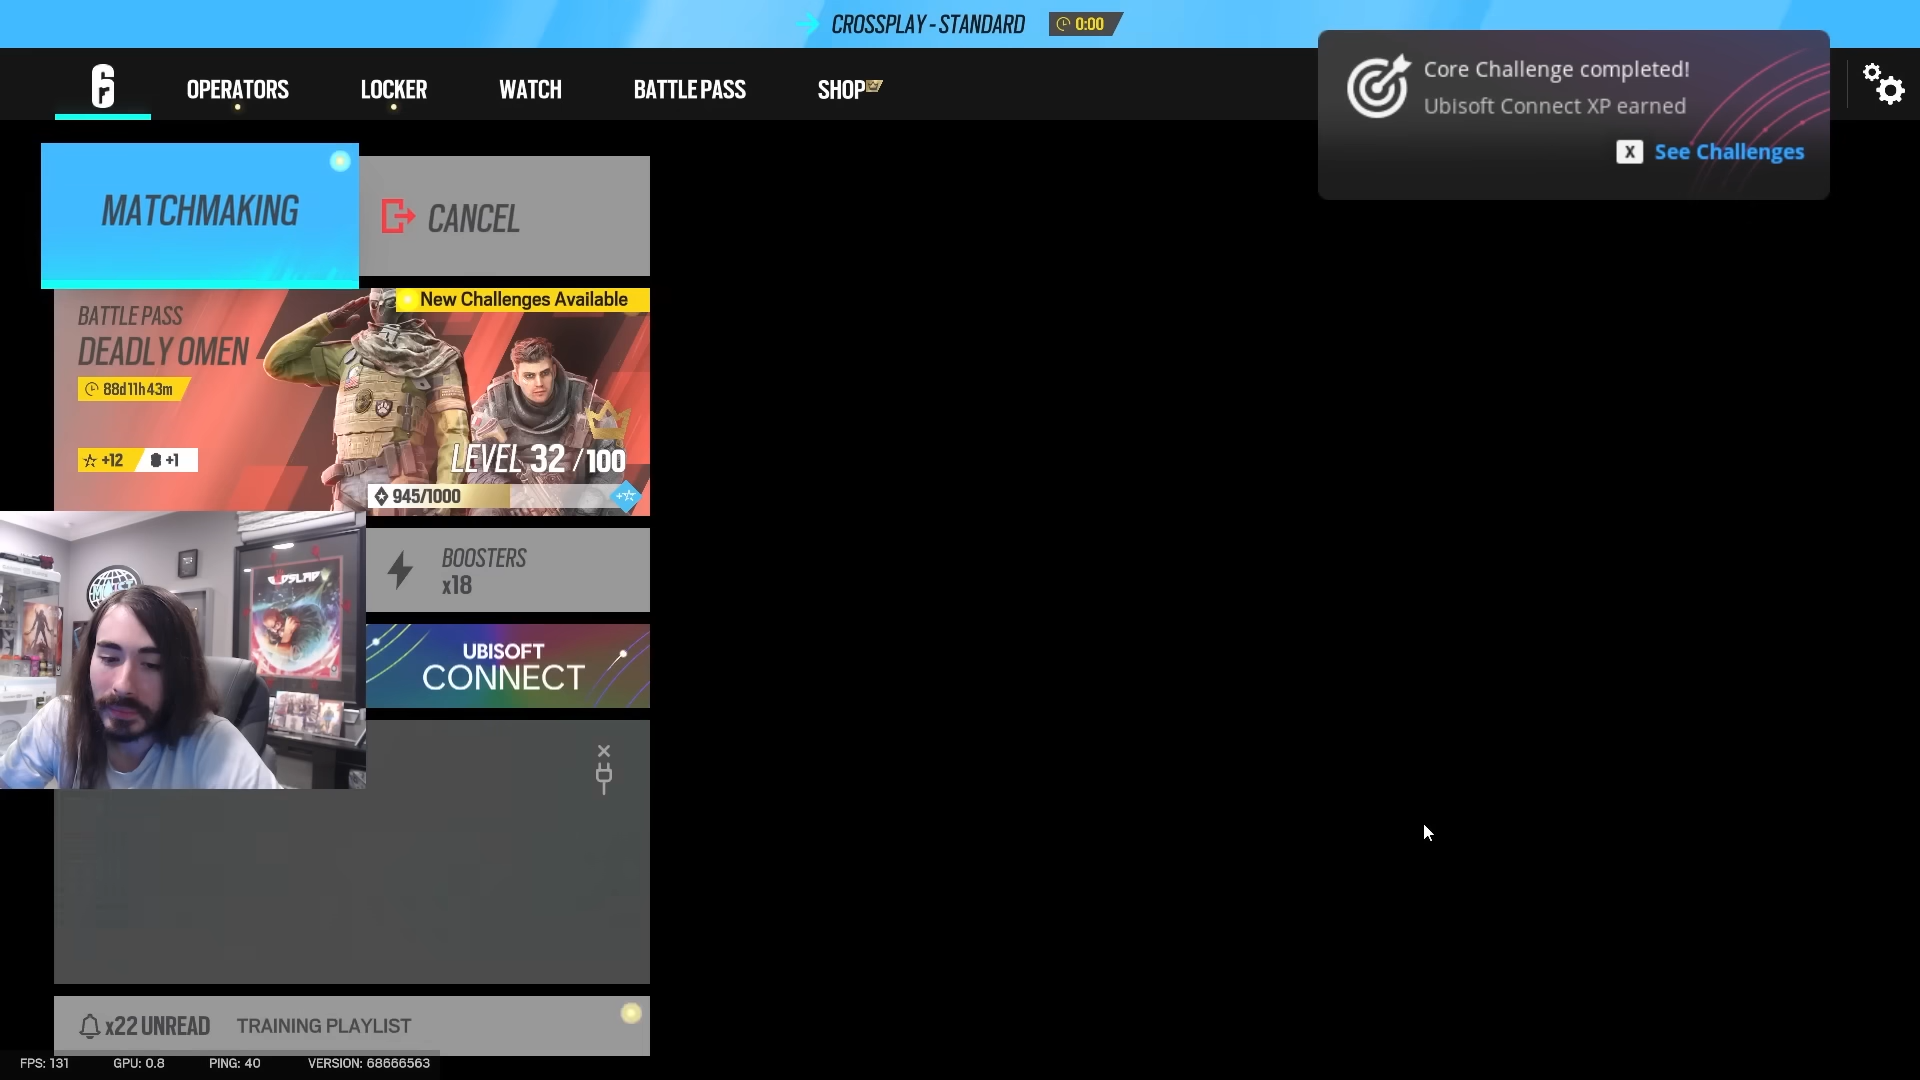 CROSSPLAY - STANDARD
0:00
OPERATORS
LOCKER
WATCH
BATTLE PASS
SHOP
Core Challenge completed!
Ubisoft Connect XP earned
X See Challenges
MATCHMAKING
CANCEL
New Challenges Available
BATTLE PASS
DEADLY OMEN
88d11h43m
+12
+1
LEVEL 32 /100
945/1000
BOOSTERS
x18
UBISOFT
CONNECT
x22 UNREAD
TRAINING PLAYLIST
FPS: 131
GPU: 0.8
PING: 40
VERSION: 68666563